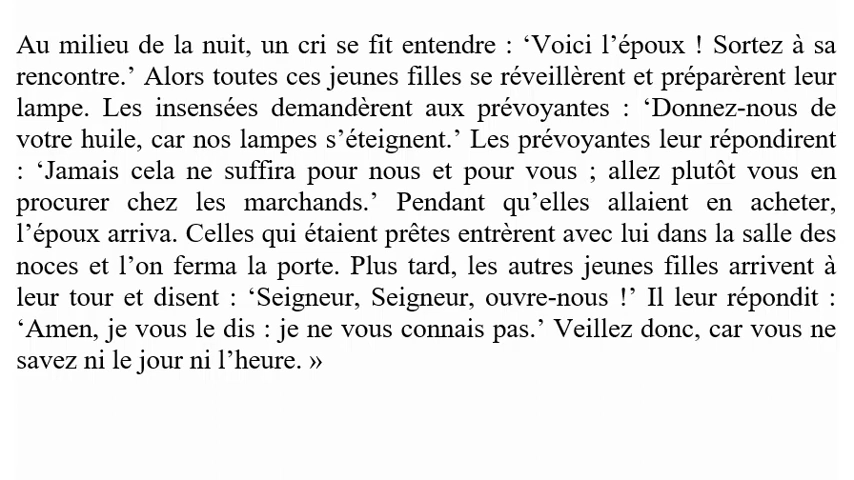 Au milieu de la nuit, un cri se fit entendre : ‘Voici l’époux ! Sortez à sa
rencontre.’ Alors toutes ces jeunes filles se réveillèrent et préparèrent leur
lampe. Les insensées demandèrent aux prévoyantes : ‘Donnez-nous de
votre huile, car nos lampes s’éteignent.’ Les prévoyantes leur répondirent
: ‘Jamais cela ne suffira pour nous et pour vous ; allez plutôt vous en
procurer chez les marchands.’ Pendant qu’elles allaient en acheter,
l’époux arriva. Celles qui étaient prêtes entrèrent avec lui dans la salle des
noces et l’on ferma la porte. Plus tard, les autres jeunes filles arrivent à
leur tour et disent : ‘Seigneur, Seigneur, ouvre-nous !’ Il leur répondit :
‘Amen, je vous le dis : je ne vous connais pas.’ Veillez donc, car vous ne
savez ni le jour ni l’heure. »